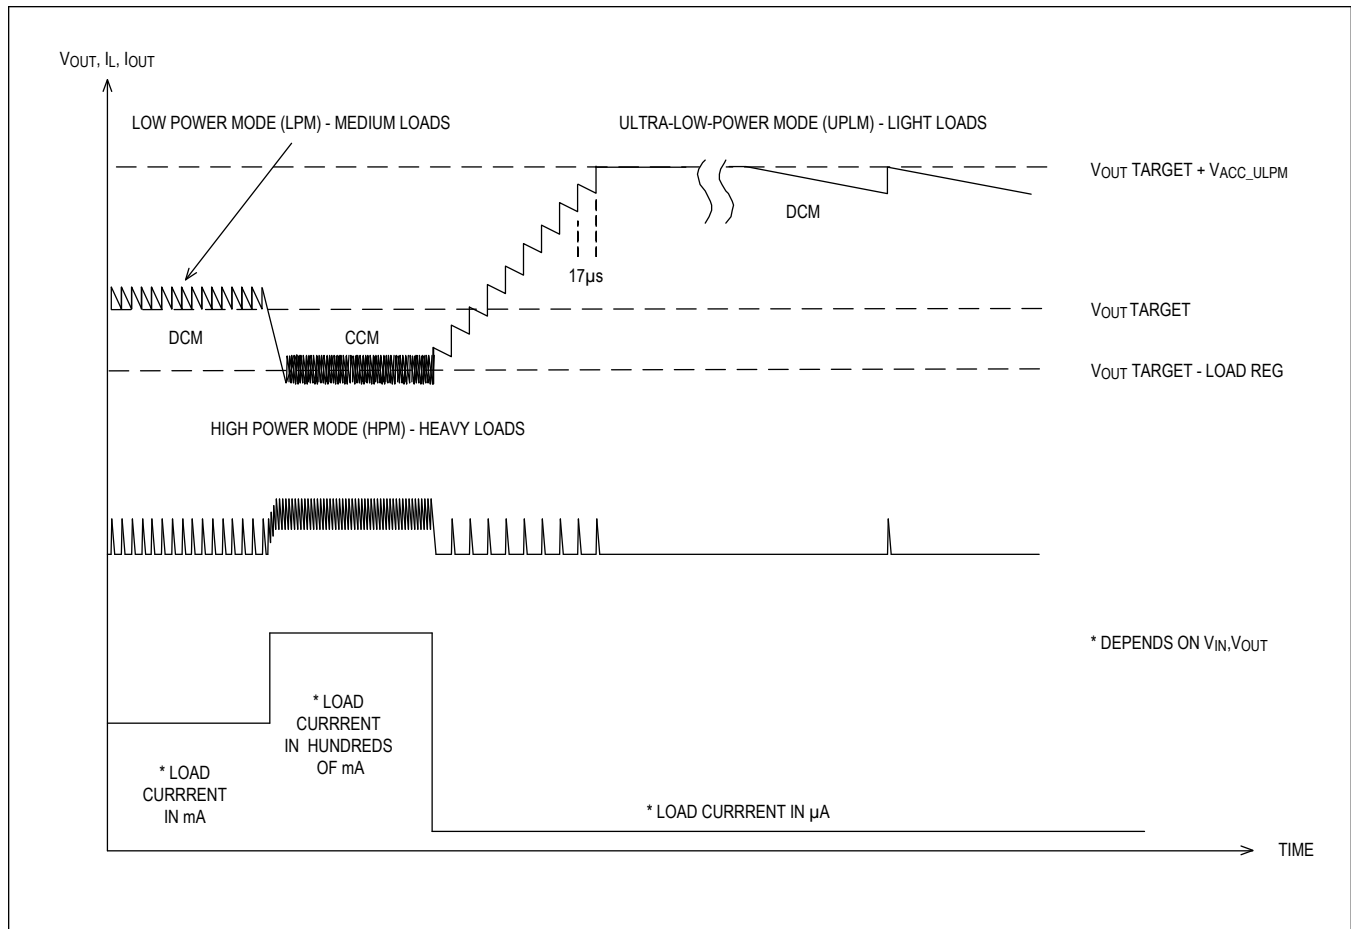 VOUT, IL, IOUT
LOW POWER MODE (LPM) - MEDIUM LOADS
ULTRA-LOW-POWER MODE (UPLM) - LIGHT LOADS
VOUT TARGET + VACC_ULPM
DCM
17µs
VOUT TARGET
DCM
CCM
VOUT TARGET - LOAD REG
HIGH POWER MODE (HPM) - HEAVY LOADS
* DEPENDS ON VIN,VOUT
* LOAD
CURRRENT
IN HUNDREDS
OF mA
* LOAD
CURRRENT
IN mA
* LOAD CURRRENT IN µA
TIME